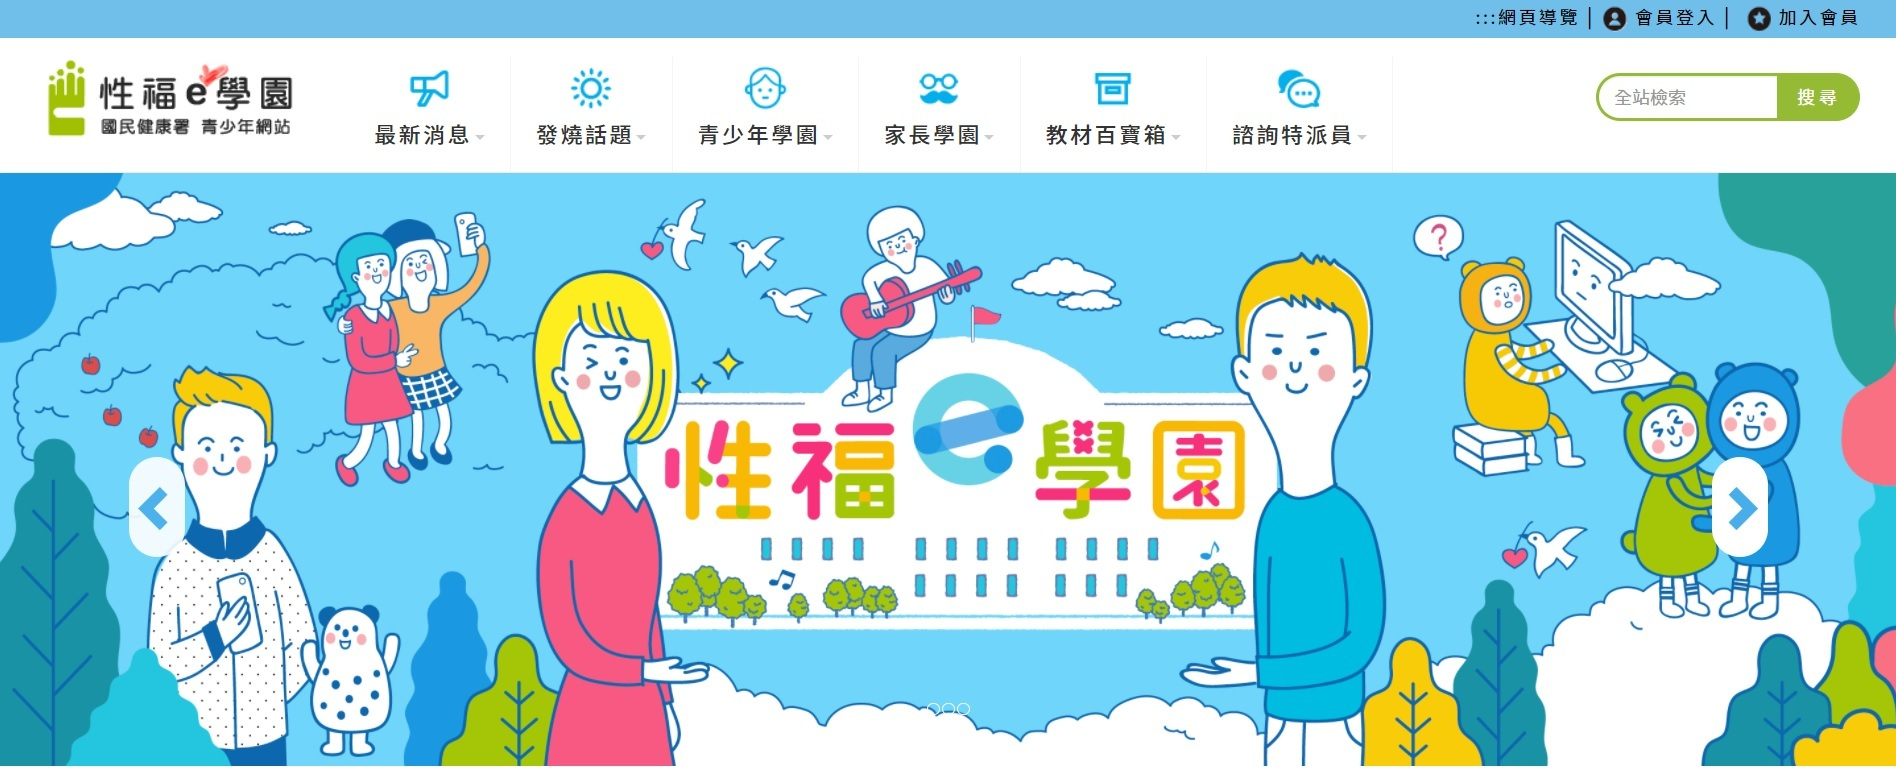 :::網頁導覽 | 會員登入 | 加入會員
性福e學園
國民健康署 青少年網站
最新消息
發燒話題
青少年學園
家長學園
教材百寶箱
諮詢特派員
全站檢索
搜尋
?
性福e學園